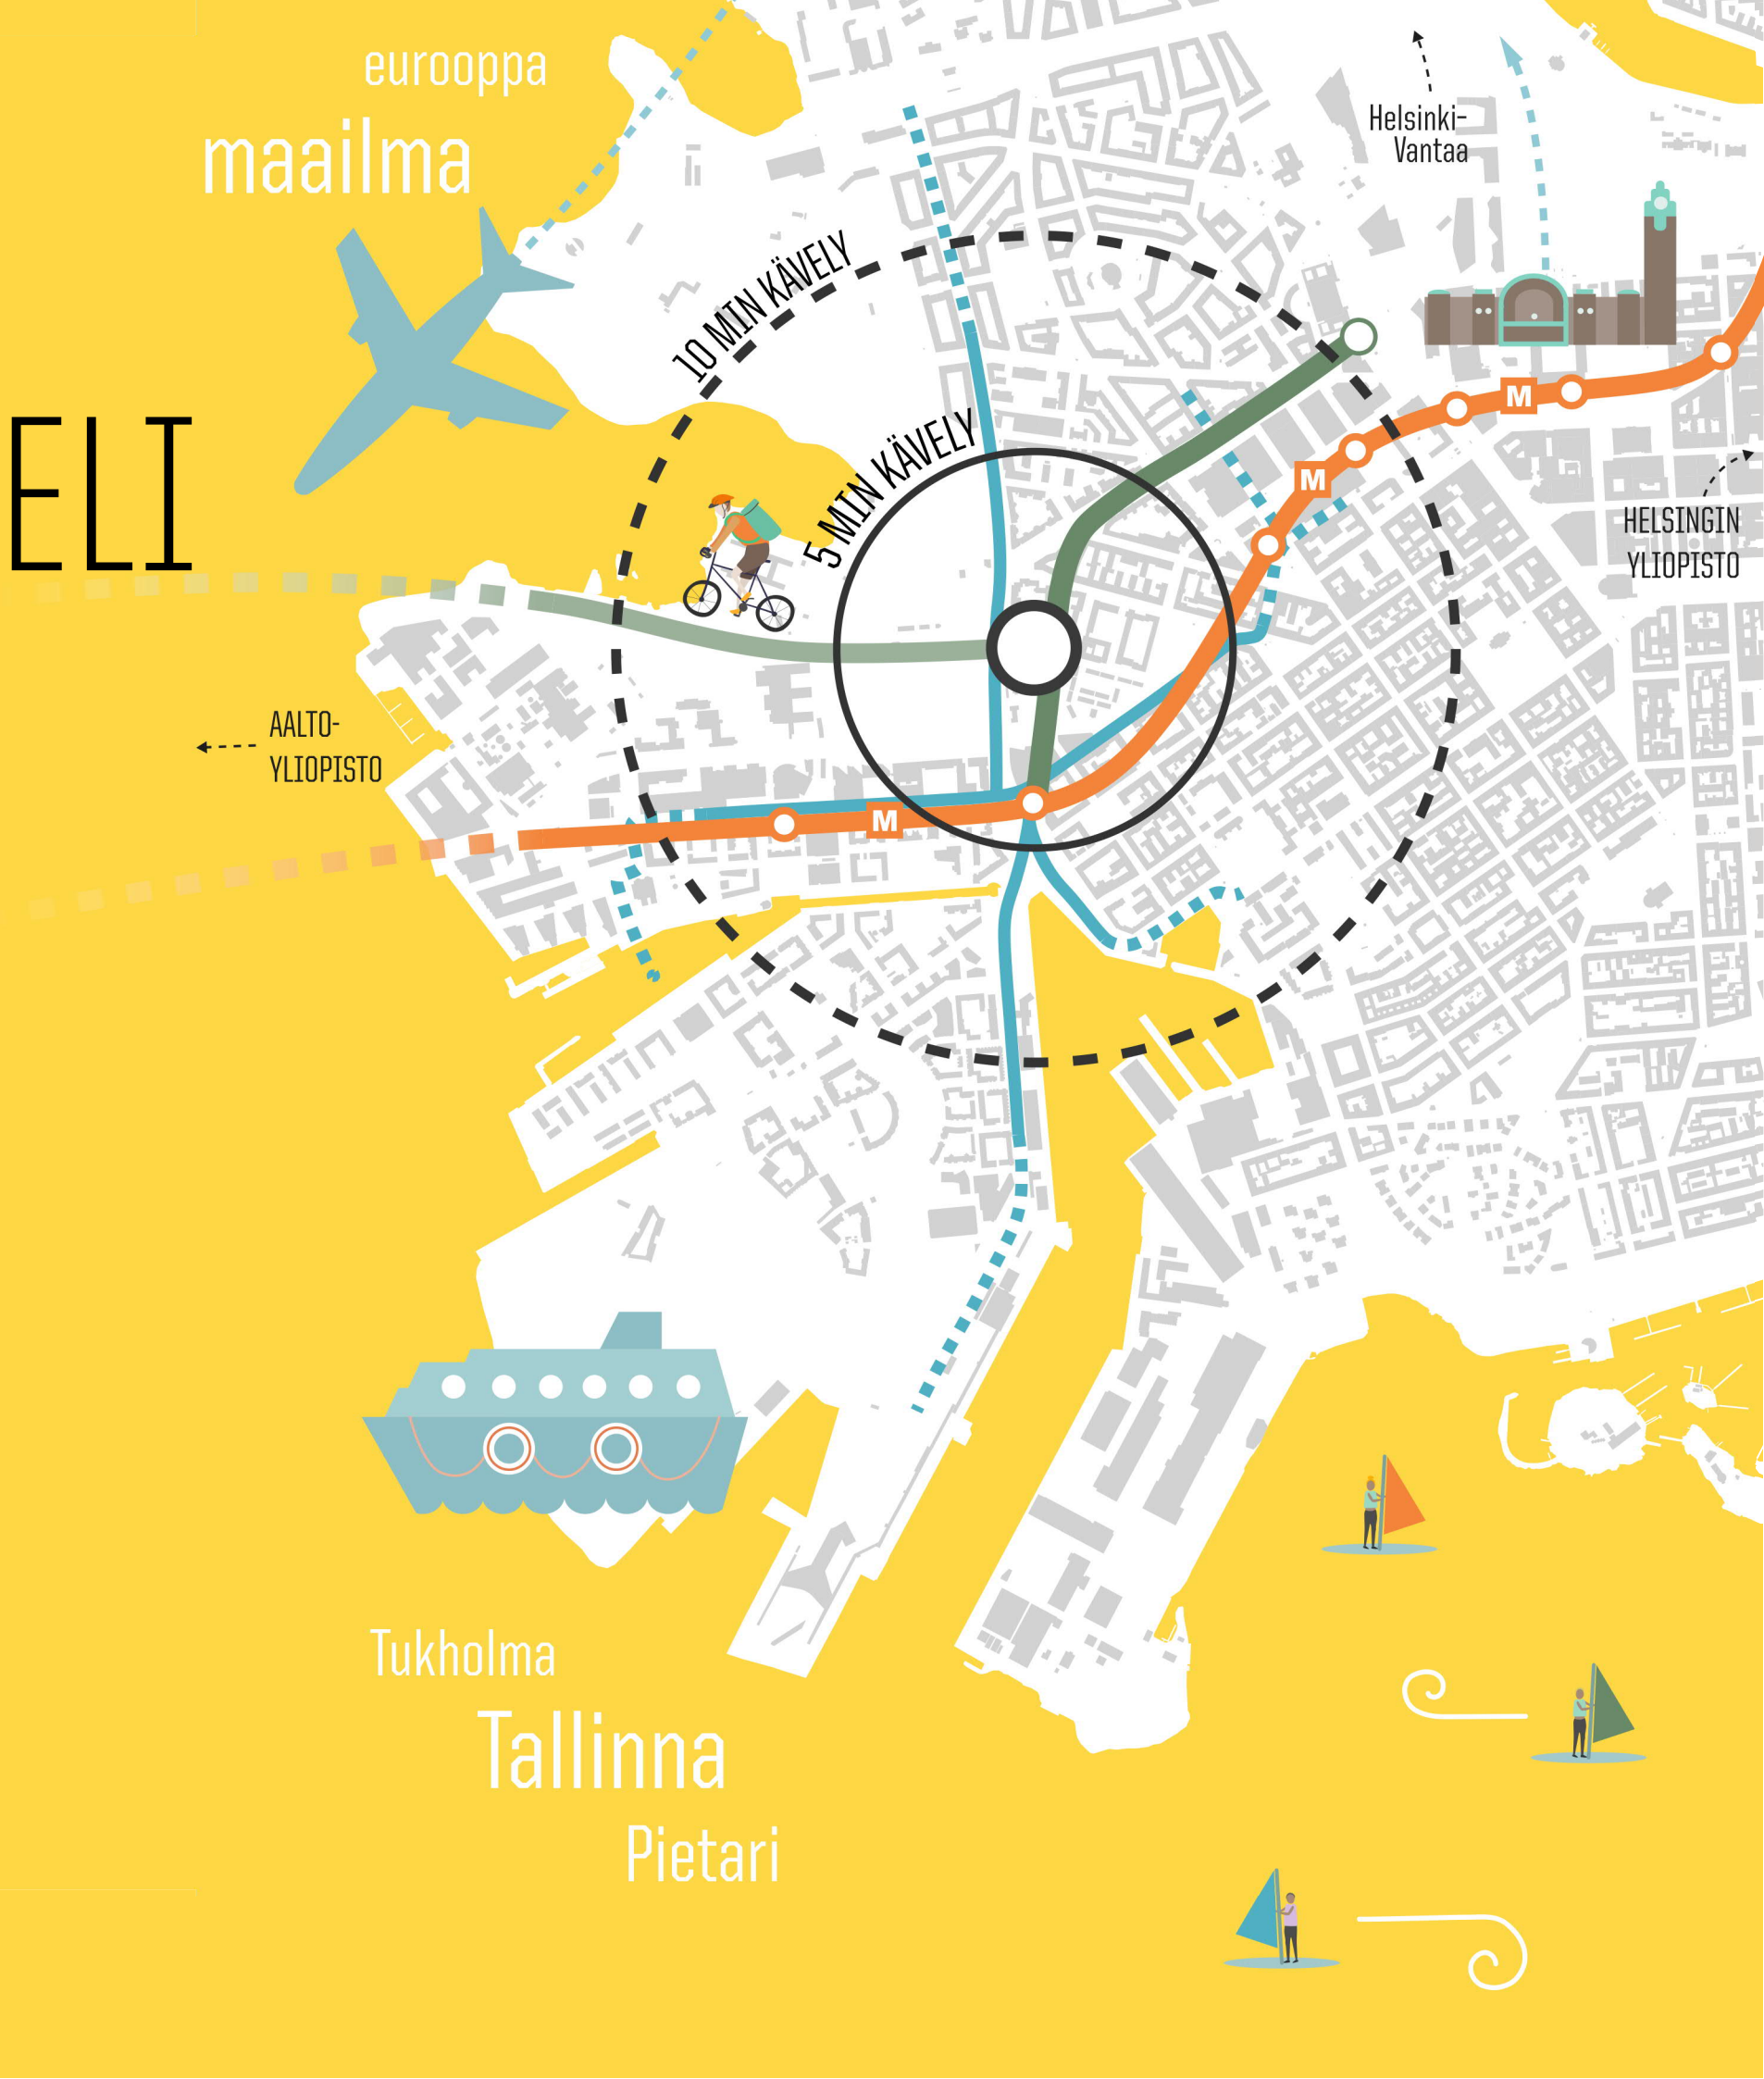 eurooppa
maailma
Helsinki-
Vantaa
10 MIN KÄVELY
5 MIN KÄVELY
M
M
ELI
HELSINGIN
YLIOPISTO
AALTO-
YLIOPISTO
M
Tukholma
Tallinna
Pietari